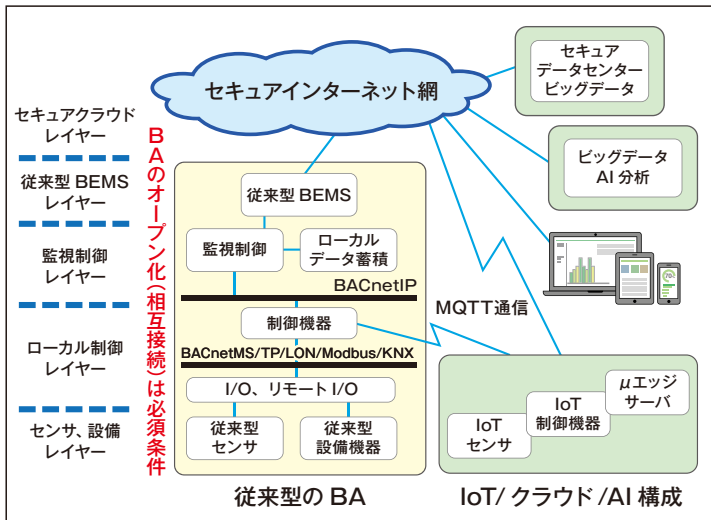 セキュアインターネット網
セキュア
データセンター
ビッグデータ
ビッグデータ
AI 分析
セキュアクラウド
レイヤー
従来型 BEMS
レイヤー
監視制御
レイヤー
ローカル制御
レイヤー
センサ、設備
レイヤー
BAのオープン化(相互接続)は必須条件
従来型 BEMS
監視制御
ローカル
データ蓄積
BACnetIP
制御機器
BACnetMS/TP/LON/Modbus/KNX
I/O、リモート I/O
従来型
センサ
従来型
設備機器
従来型の BA
MQTT通信
μエッジ
サーバ
IoT
制御機器
IoT
センサ
IoT/クラウド/AI 構成